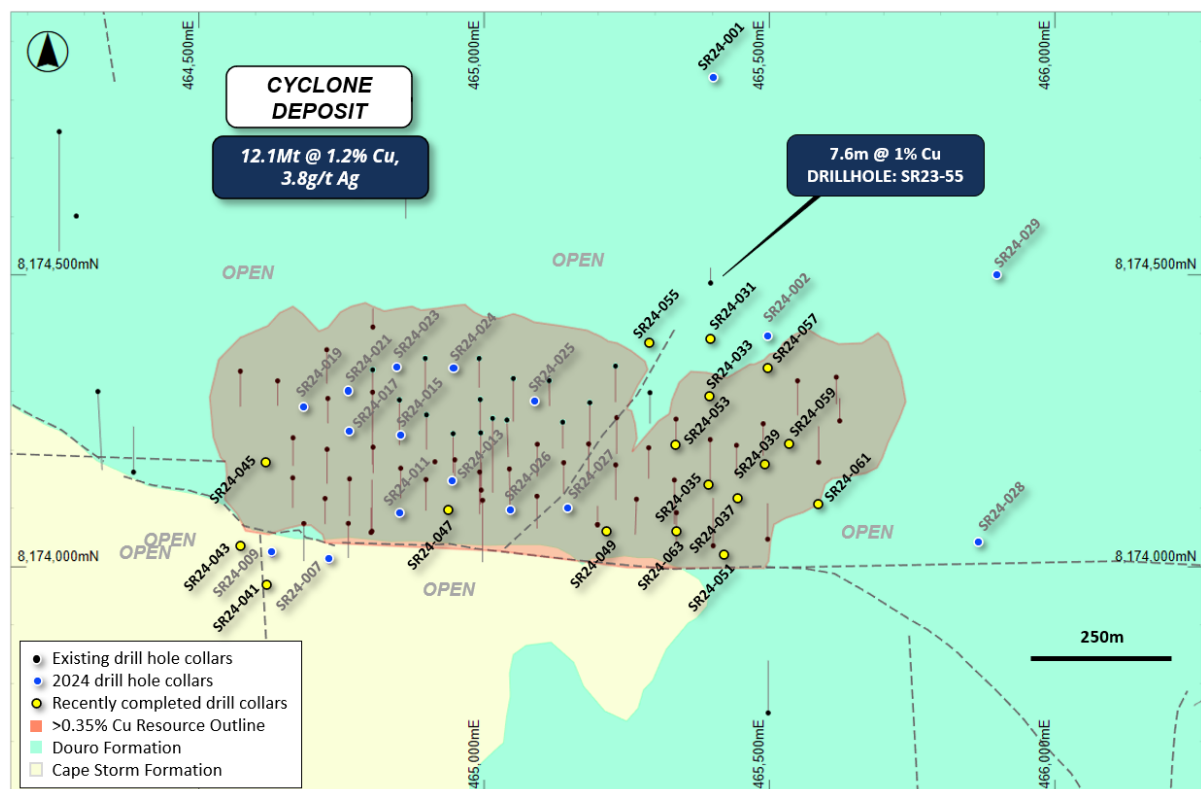 464,500mE
465,000mE
465,500mE
466,000mE
SR24-001
CYCLONE
DEPOSIT
12.1Mt @ 1.2% Cu,
3.8g/t Ag
7.6m @ 1% Cu
DRILLHOLE: SR23-55
SR24-029
8,174,500mN
OPEN
OPEN
8,174,500mN
SR24-055
SR24-031
SR24-002
SR24-057
SR24-019
SR24-021
SR24-023
SR24-024
SR24-033
SR24-017
SR24-015
SR24-025
SR24-053
SR24-059
SR24-039
SR24-045
SR24-011
SR24-013
SR24-026
SR24-027
SR24-035
SR24-037
SR24-061
SR24-047
OPEN
SR24-028
OPEN
OPEN
8,174,000mN
SR24-043
SR24-009
SR24-041
SR24-007
OPEN
SR24-049
SR24-063
SR24-051
8,174,000mN
250m
Existing drill hole collars
2024 drill hole collars
Recently completed drill collars
>0.35% Cu Resource Outline
Douro Formation
Cape Storm Formation
465,000mE
465,500mE
466,000mE